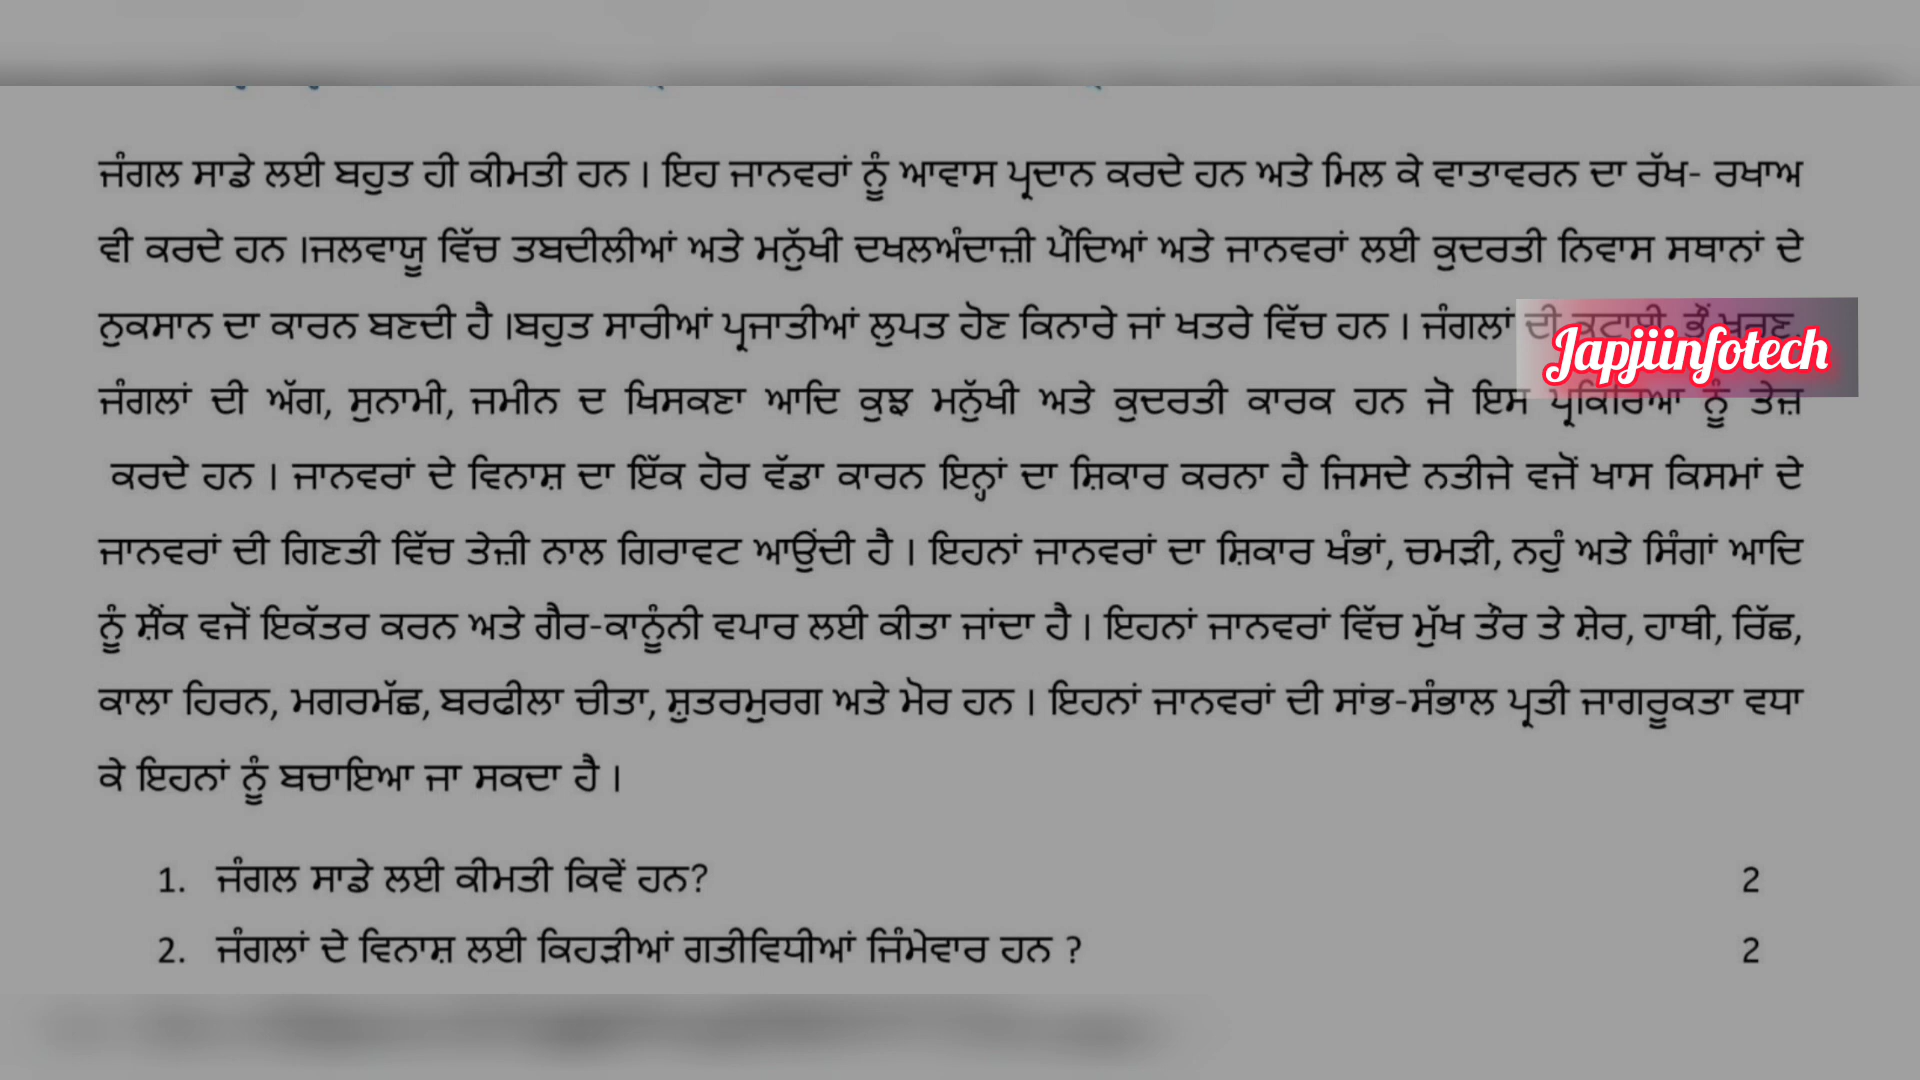 ਜੰਗਲ ਸਾਡੇ ਲਈ ਬਹੁਤ ਹੀ ਕੀਮਤੀ ਹਨ । ਇਹ ਜਾਨਵਰਾਂ ਨੂੰ ਆਵਾਸ ਪ੍ਰਦਾਨ ਕਰਦੇ ਹਨ ਅਤੇ ਮਿਲ ਕੇ ਵਾਤਾਵਰਨ ਦਾ ਰੱਖ- ਰਖਾਅ
ਵੀ ਕਰਦੇ ਹਨ ।ਜਲਵਾਯੂ ਵਿੱਚ ਤਬਦੀਲੀਆਂ ਅਤੇ ਮਨੁੱਖੀ ਦਖਲਅੰਦਾਜ਼ੀ ਪੌਦਿਆਂ ਅਤੇ ਜਾਨਵਰਾਂ ਲਈ ਕੁਦਰਤੀ ਨਿਵਾਸ ਸਥਾਨਾਂ ਦੇ
ਨੁਕਸਾਨ ਦਾ ਕਾਰਨ ਬਣਦੀ ਹੈ ।ਬਹੁਤ ਸਾਰੀਆਂ ਪ੍ਰਜਾਤੀਆਂ ਲੁਪਤ ਹੋਣ ਕਿਨਾਰੇ ਜਾਂ ਖਤਰੇ ਵਿੱਚ ਹਨ । ਜੰਗਲਾਂ ਦੀ
Japjiinfotech
ਜੰਗਲਾਂ ਦੀ ਅੱਗ, ਸੁਨਾਮੀ, ਜਮੀਨ ਦ ਖਿਸਕਣਾ ਆਦਿ ਕੁਝ ਮਨੁੱਖੀ ਅਤੇ ਕੁਦਰਤੀ ਕਾਰਕ ਹਨ ਜੋ ਇਸ ਪ੍ਰਕਿਰਿਆ ਨੂੰ ਤੇਜ਼
ਕਰਦੇ ਹਨ । ਜਾਨਵਰਾਂ ਦੇ ਵਿਨਾਸ਼ ਦਾ ਇੱਕ ਹੋਰ ਵੱਡਾ ਕਾਰਨ ਇਨ੍ਹਾਂ ਦਾ ਸ਼ਿਕਾਰ ਕਰਨਾ ਹੈ ਜਿਸਦੇ ਨਤੀਜੇ ਵਜੋਂ ਖਾਸ ਕਿਸਮਾਂ ਦੇ
ਜਾਨਵਰਾਂ ਦੀ ਗਿਣਤੀ ਵਿੱਚ ਤੇਜ਼ੀ ਨਾਲ ਗਿਰਾਵਟ ਆਉਂਦੀ ਹੈ । ਇਹਨਾਂ ਜਾਨਵਰਾਂ ਦਾ ਸ਼ਿਕਾਰ ਖੰਭਾਂ, ਚਮੜੀ, ਨਹੁੰ ਅਤੇ ਸਿੰਗਾਂ ਆਦਿ
ਨੂੰ ਸ਼ੌਂਕ ਵਜੋਂ ਇਕੱਤਰ ਕਰਨ ਅਤੇ ਗੈਰ-ਕਾਨੂੰਨੀ ਵਪਾਰ ਲਈ ਕੀਤਾ ਜਾਂਦਾ ਹੈ । ਇਹਨਾਂ ਜਾਨਵਰਾਂ ਵਿੱਚ ਮੁੱਖ ਤੌਰ ਤੇ ਸ਼ੇਰ, ਹਾਥੀ, ਰਿੱਛ,
ਕਾਲਾ ਹਿਰਨ, ਮਗਰਮੱਛ, ਬਰਫੀਲਾ ਚੀਤਾ, ਸ਼ੁਤਰਮੁਰਗ ਅਤੇ ਮੋਰ ਹਨ । ਇਹਨਾਂ ਜਾਨਵਰਾਂ ਦੀ ਸਾਂਭ-ਸੰਭਾਲ ਪ੍ਰਤੀ ਜਾਗਰੂਕਤਾ ਵਧਾ
ਕੇ ਇਹਨਾਂ ਨੂੰ ਬਚਾਇਆ ਜਾ ਸਕਦਾ ਹੈ ।
1. ਜੰਗਲ ਸਾਡੇ ਲਈ ਕੀਮਤੀ ਕਿਵੇਂ ਹਨ? 2
2. ਜੰਗਲਾਂ ਦੇ ਵਿਨਾਸ਼ ਲਈ ਕਿਹੜੀਆਂ ਗਤੀਵਿਧੀਆਂ ਜਿੰਮੇਵਾਰ ਹਨ ? 2